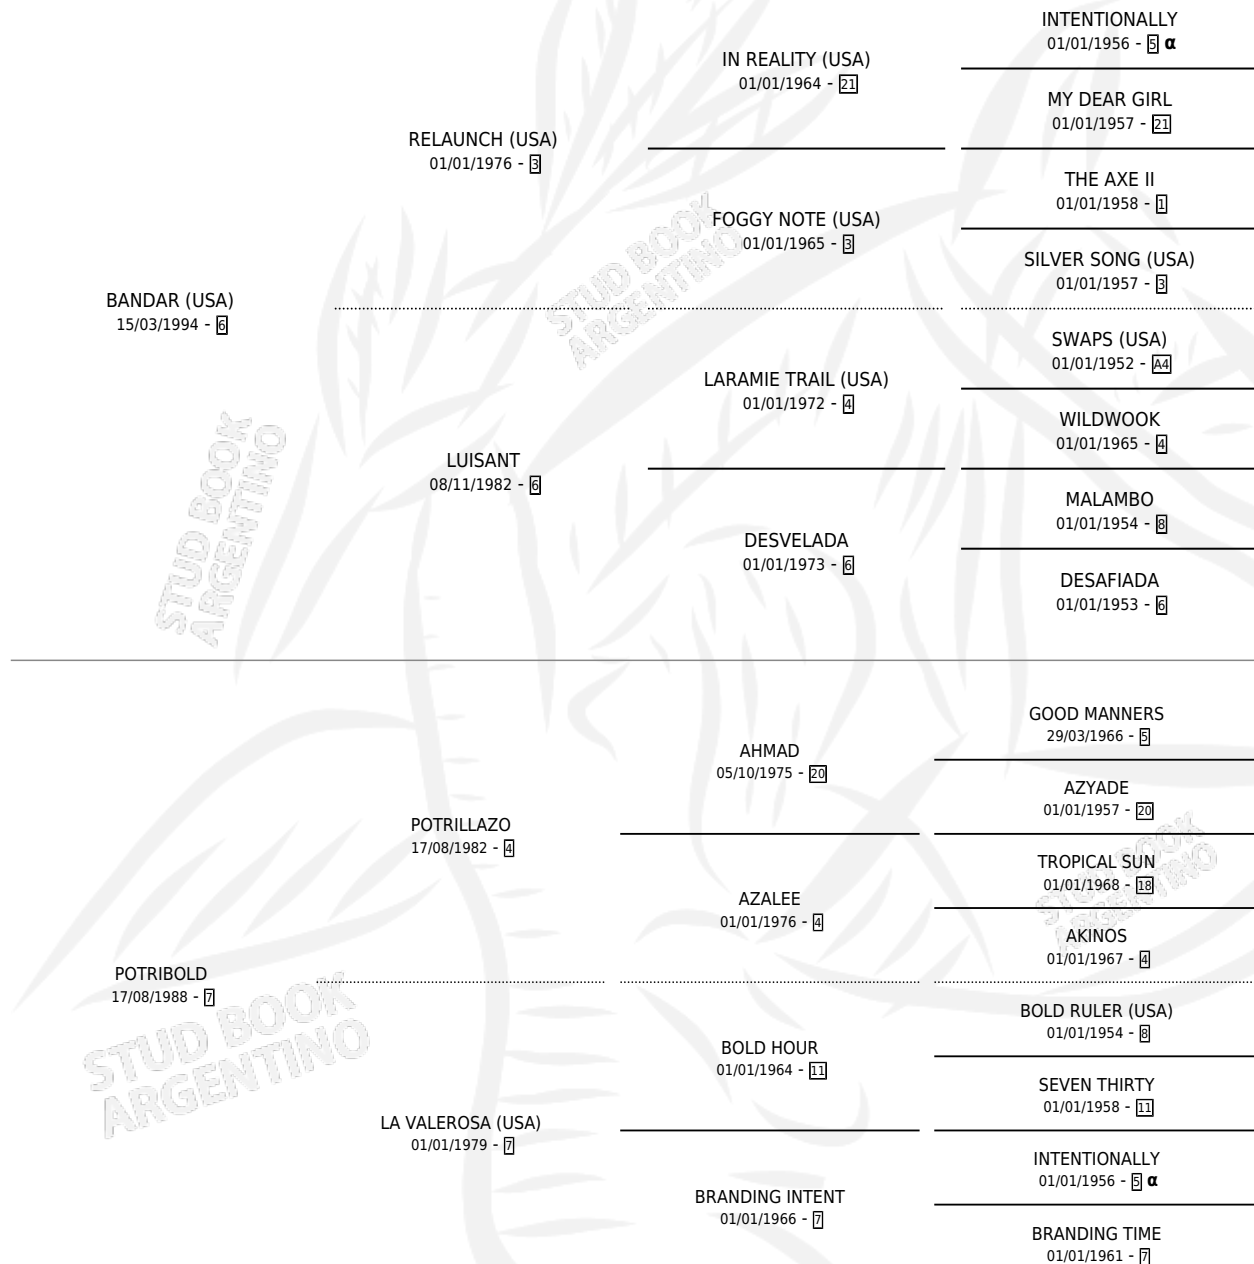 INTENTIONALLY
01/01/1956 - 5 α
IN REALITY (USA)
01/01/1964 - 21
MY DEAR GIRL
01/01/1957 - 21
RELAUNCH (USA)
01/01/1976 - 3
THE AXE II
01/01/1958 - 1
FOGGY NOTE (USA)
01/01/1965 - 3
SILVER SONG (USA)
01/01/1957 - 3
STUD BOOK
ARGENTINO
BANDAR (USA)
15/03/1994 - 6
SWAPS (USA)
01/01/1952 - A4
LARAMIE TRAIL (USA)
01/01/1972 - 4
WILDWOOK
01/01/1965 - 4
LUISANT
08/11/1982 - 6
MALAMBO
01/01/1954 - 8
DESVELADA
01/01/1973 - 6
DESAFIADA
01/01/1953 - 6
STUD BOOK
ARGENTINO
GOOD MANNERS
29/03/1966 - 5
AHMAD
05/10/1975 - 20
AZYADE
01/01/1957 - 20
POTRILLAZO
17/08/1982 - 4
TROPICAL SUN
01/01/1968 - 18
AZALEE
01/01/1976 - 4
AKINOS
01/01/1967 - 4
STUD BOOK
ARGENTINO
POTRIBOLD
17/08/1988 - 7
BOLD RULER (USA)
01/01/1954 - 8
BOLD HOUR
01/01/1964 - 11
SEVEN THIRTY
01/01/1958 - 11
STUD BOOK
ARGENTINO
LA VALEROSA (USA)
01/01/1979 - 7
INTENTIONALLY
01/01/1956 - 5 α
BRANDING INTENT
01/01/1966 - 7
BRANDING TIME
01/01/1961 - 7